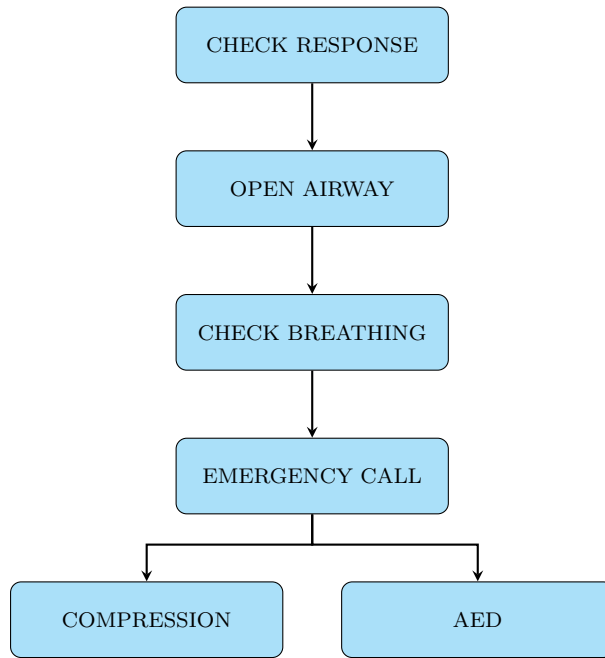 CHECK RESPONSE
OPEN AIRWAY
CHECK BREATHING
EMERGENCY CALL
COMPRESSION
AED